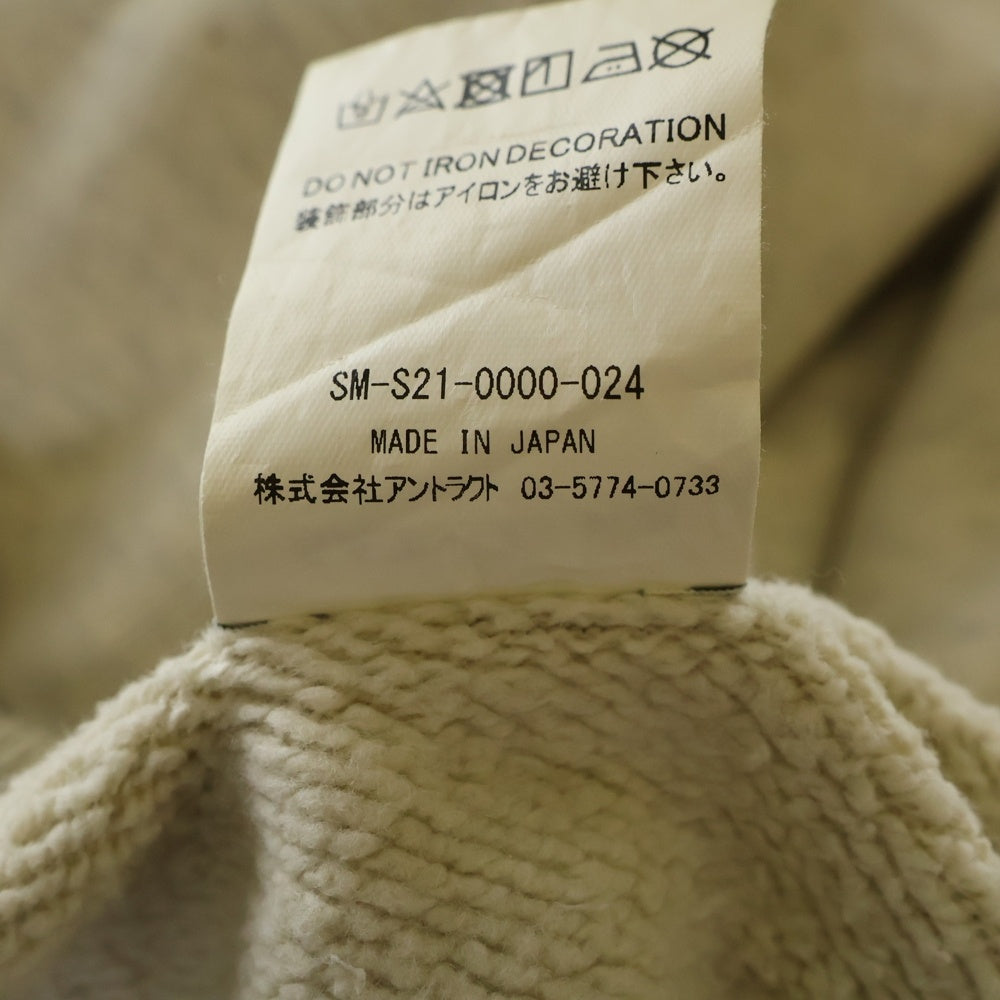 DO NOT IRON DECORATION
装飾部分はアイロンをお避け下さい。
SM-S21-0000-024
MADE IN JAPAN
株式会社アントラクト 03-5774-0733